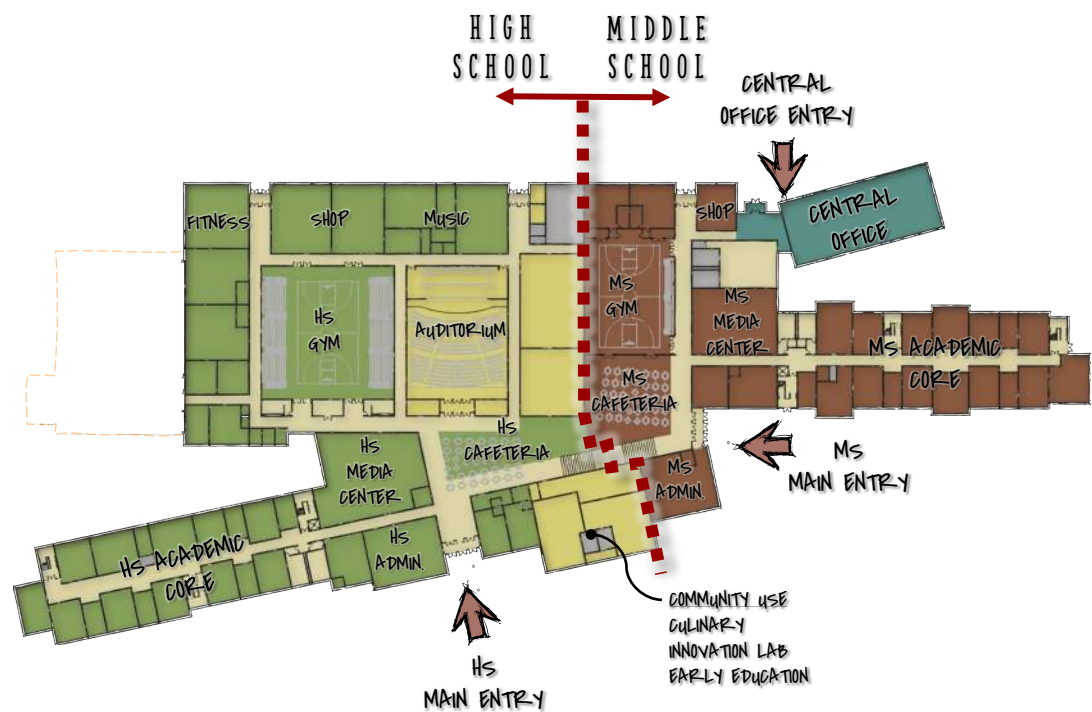 HIGH
SCHOOL
MIDDLE
SCHOOL
CENTRAL
OFFICE ENTRY
FITNESS
SHOP
MUSIC
SHOP
CENTRAL
OFFICE
HS
GYM
AUDITORIUM
MS
GYM
MS
MEDIA
CENTER
MS ACADEMIC
CORE
MS
CAFETERIA
HS
CAFETERIA
HS
MEDIA
CENTER
MS
ADMIN.
MS
MAIN ENTRY
HS ACADEMIC
CORE
HS
ADMIN.
COMMUNITY USE
CULINARY
INNOVATION LAB
EARLY EDUCATION
HS
MAIN ENTRY